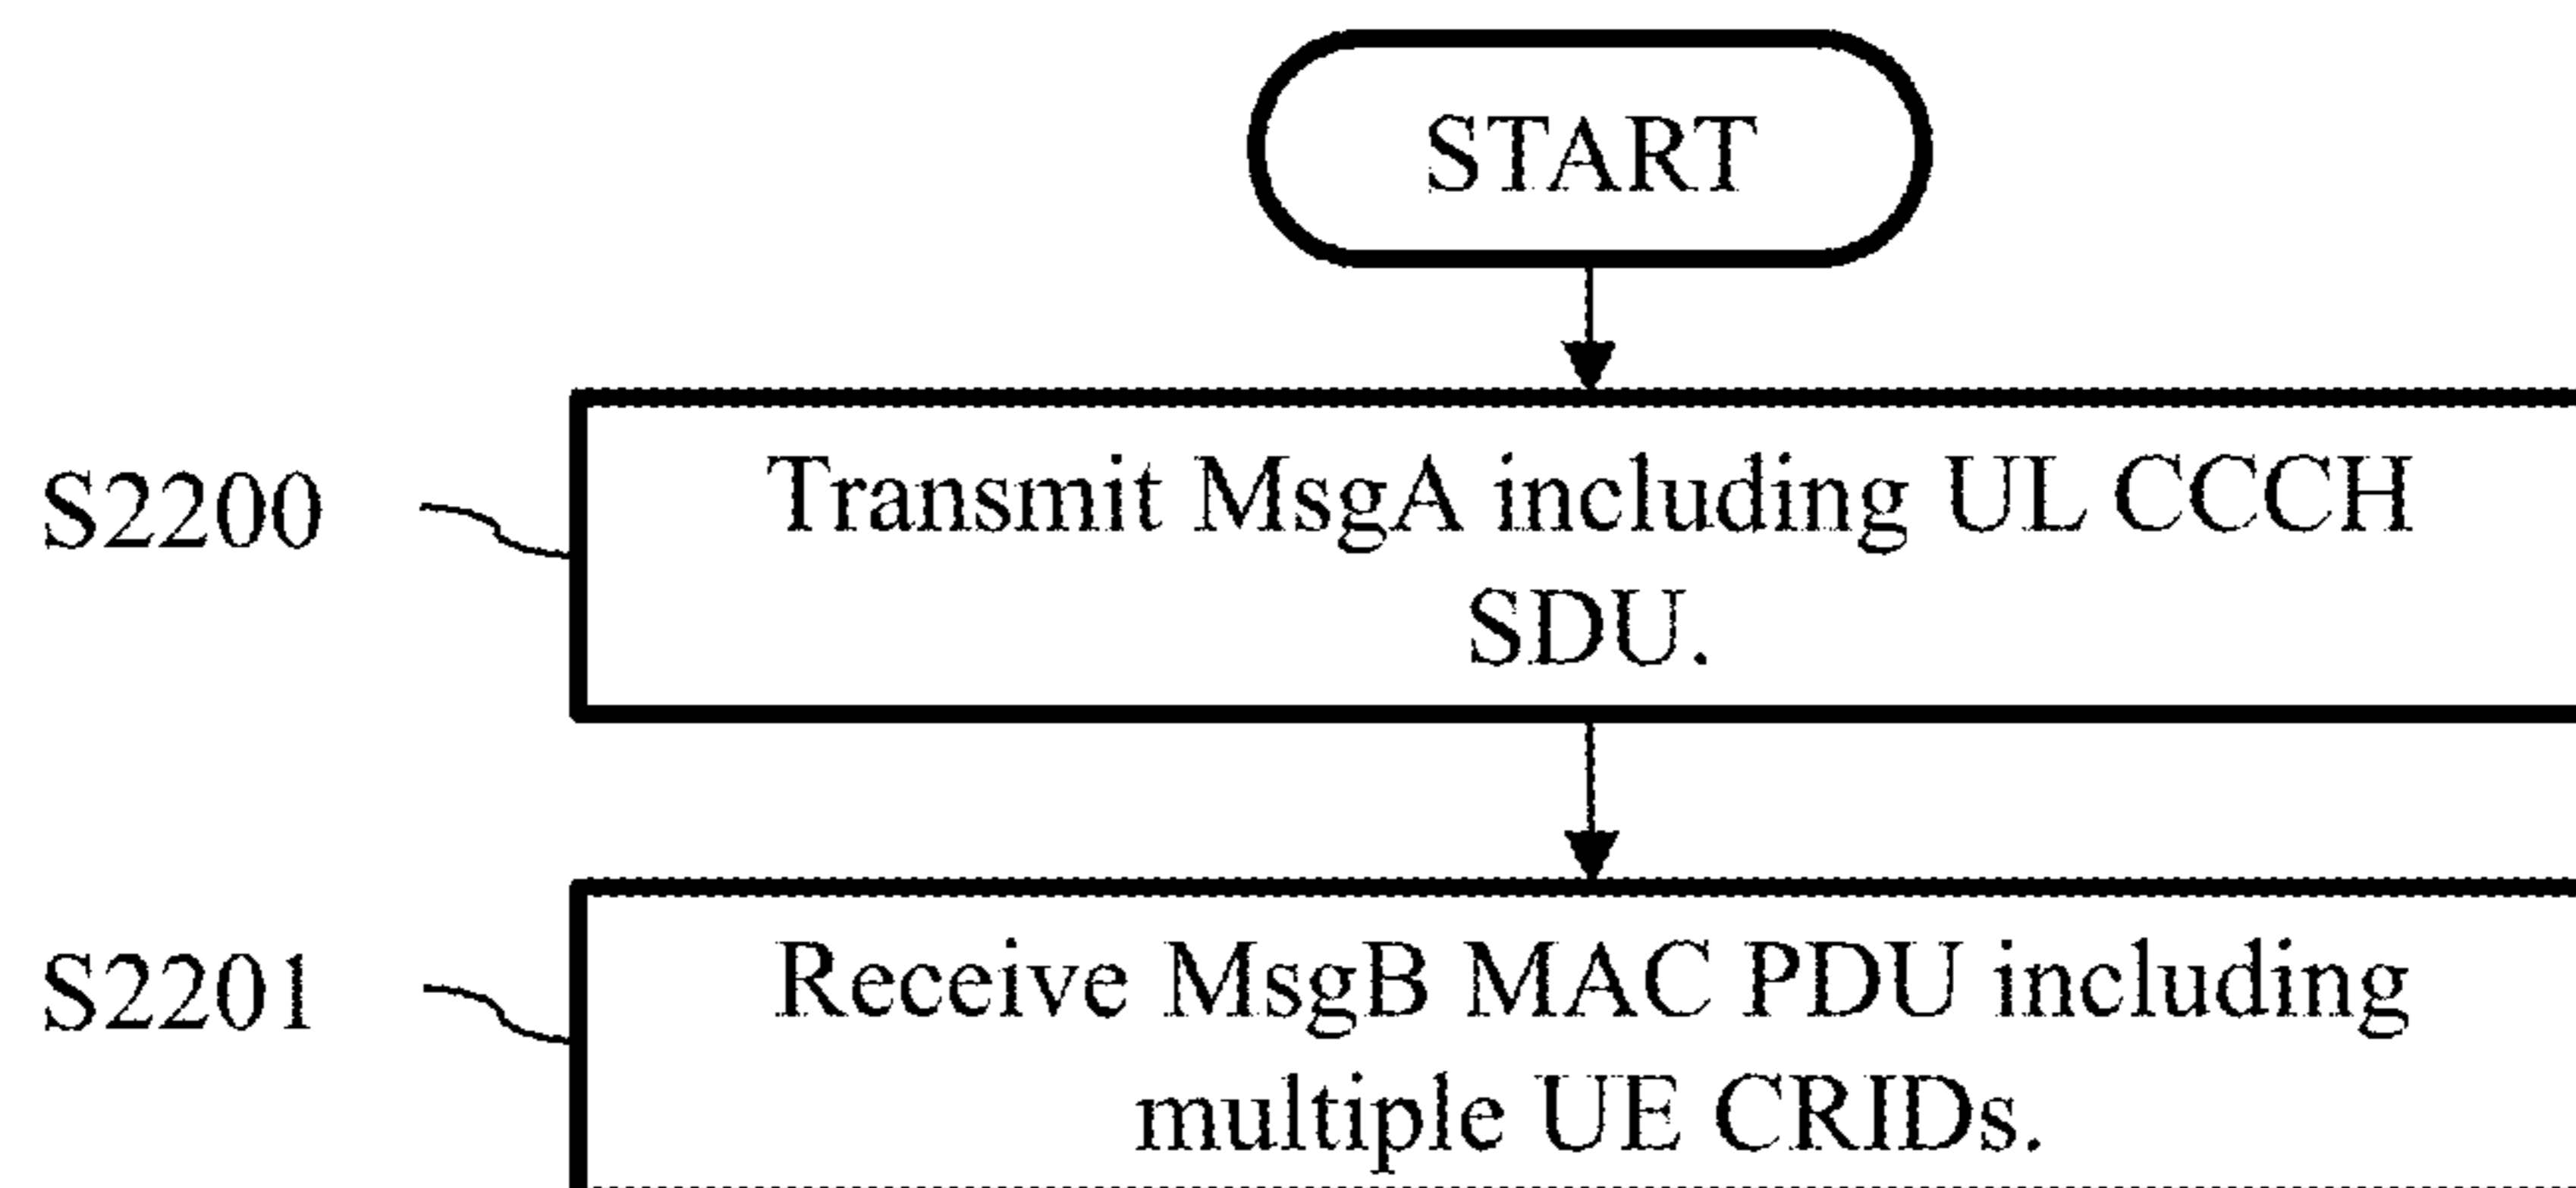 START
S2200
Transmit MsgA including UL CCCH
SDU.
S2201
Receive MsgB MAC PDU including
multiple UE CRIDs.